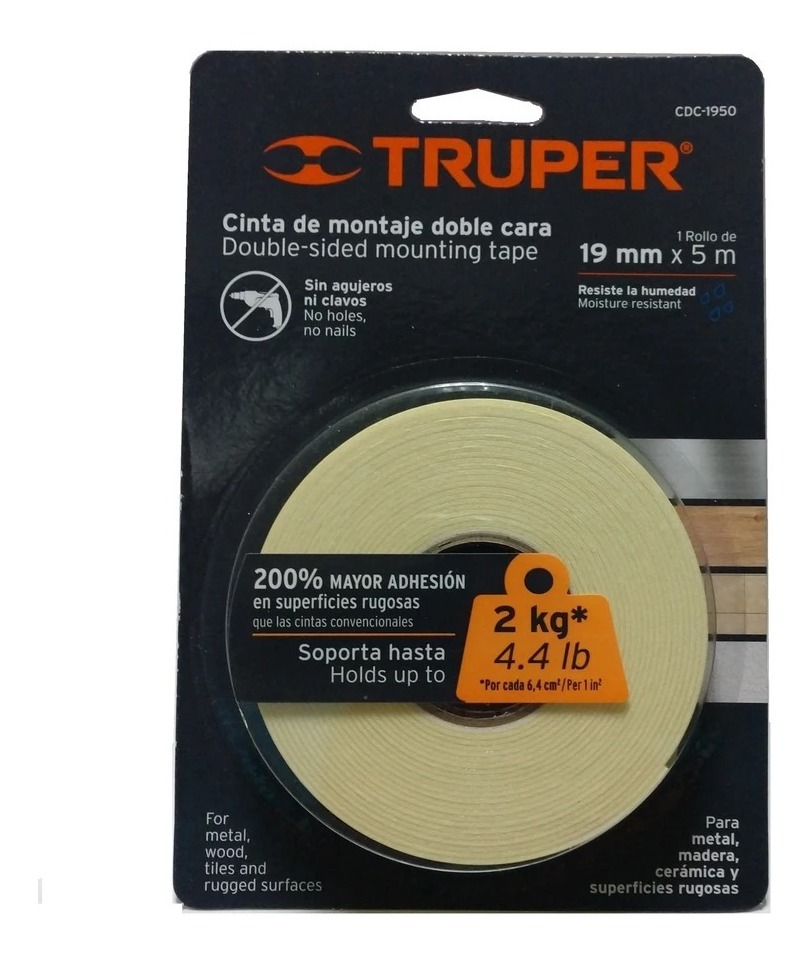 CDC-1950
TRUPER®
Cinta de montaje doble cara
Double-sided mounting tape
1 Rollo de
19 mm x 5 m
Sin agujeros
ni clavos
No holes,
no nails
Resiste la humedad
Moisture resistant
200% MAYOR ADHESIÓN
en superficies rugosas
que las cintas convencionales
Soporta hasta
Holds up to
2 kg*
4.4 lb
*Por cada 6,4 cm²/Per 1 in²
For
metal,
wood,
tiles and
rugged surfaces
Para
metal,
madera,
cerámica y
superficies rugosas